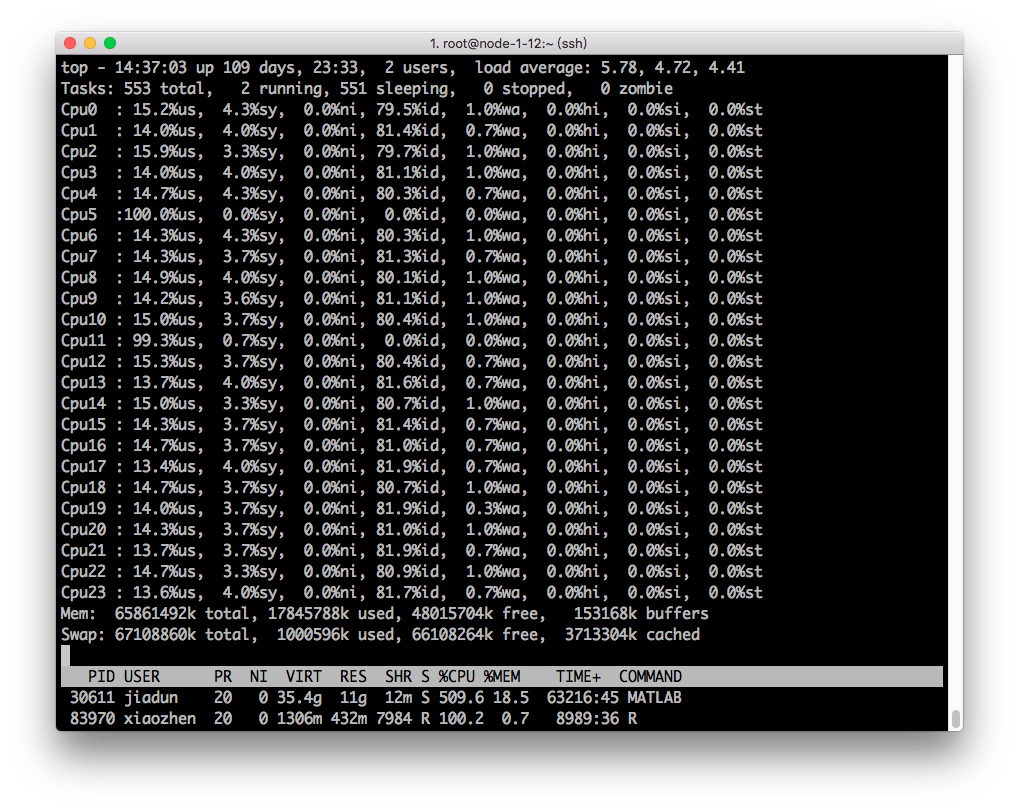 1. root@node-1-12:~ (ssh)
top - 14:37:03 up 109 days, 23:33,  2 users,  load average: 5.78, 4.72, 4.41
Tasks: 553 total,   2 running, 551 sleeping,   0 stopped,   0 zombie
Cpu0  : 15.2%us,  4.3%sy,  0.0%ni, 79.5%id,  1.0%wa,  0.0%hi,  0.0%si,  0.0%st
Cpu1  : 14.0%us,  4.0%sy,  0.0%ni, 81.4%id,  0.7%wa,  0.0%hi,  0.0%si,  0.0%st
Cpu2  : 15.9%us,  3.3%sy,  0.0%ni, 79.7%id,  1.0%wa,  0.0%hi,  0.0%si,  0.0%st
Cpu3  : 14.0%us,  4.0%sy,  0.0%ni, 81.1%id,  1.0%wa,  0.0%hi,  0.0%si,  0.0%st
Cpu4  : 14.7%us,  4.3%sy,  0.0%ni, 80.3%id,  0.7%wa,  0.0%hi,  0.0%si,  0.0%st
Cpu5  :100.0%us,  0.0%sy,  0.0%ni,  0.0%id,  0.0%wa,  0.0%hi,  0.0%si,  0.0%st
Cpu6  : 14.3%us,  4.3%sy,  0.0%ni, 80.3%id,  1.0%wa,  0.0%hi,  0.0%si,  0.0%st
Cpu7  : 14.3%us,  3.7%sy,  0.0%ni, 81.3%id,  0.7%wa,  0.0%hi,  0.0%si,  0.0%st
Cpu8  : 14.9%us,  4.0%sy,  0.0%ni, 80.1%id,  1.0%wa,  0.0%hi,  0.0%si,  0.0%st
Cpu9  : 14.2%us,  3.6%sy,  0.0%ni, 81.1%id,  1.0%wa,  0.0%hi,  0.0%si,  0.0%st
Cpu10 : 15.0%us,  3.7%sy,  0.0%ni, 80.4%id,  1.0%wa,  0.0%hi,  0.0%si,  0.0%st
Cpu11 : 99.3%us,  0.7%sy,  0.0%ni,  0.0%id,  0.0%wa,  0.0%hi,  0.0%si,  0.0%st
Cpu12 : 15.3%us,  3.7%sy,  0.0%ni, 80.4%id,  0.7%wa,  0.0%hi,  0.0%si,  0.0%st
Cpu13 : 13.7%us,  4.0%sy,  0.0%ni, 81.6%id,  0.7%wa,  0.0%hi,  0.0%si,  0.0%st
Cpu14 : 15.0%us,  3.3%sy,  0.0%ni, 80.7%id,  1.0%wa,  0.0%hi,  0.0%si,  0.0%st
Cpu15 : 14.3%us,  3.7%sy,  0.0%ni, 81.4%id,  0.7%wa,  0.0%hi,  0.0%si,  0.0%st
Cpu16 : 14.7%us,  3.7%sy,  0.0%ni, 81.0%id,  0.7%wa,  0.0%hi,  0.0%si,  0.0%st
Cpu17 : 13.4%us,  4.0%sy,  0.0%ni, 81.9%id,  0.7%wa,  0.0%hi,  0.0%si,  0.0%st
Cpu18 : 14.7%us,  3.7%sy,  0.0%ni, 80.7%id,  1.0%wa,  0.0%hi,  0.0%si,  0.0%st
Cpu19 : 14.0%us,  3.7%sy,  0.0%ni, 81.9%id,  0.3%wa,  0.0%hi,  0.0%si,  0.0%st
Cpu20 : 14.3%us,  3.7%sy,  0.0%ni, 81.0%id,  1.0%wa,  0.0%hi,  0.0%si,  0.0%st
Cpu21 : 13.7%us,  3.7%sy,  0.0%ni, 81.9%id,  0.7%wa,  0.0%hi,  0.0%si,  0.0%st
Cpu22 : 14.7%us,  3.3%sy,  0.0%ni, 80.9%id,  1.0%wa,  0.0%hi,  0.0%si,  0.0%st
Cpu23 : 13.6%us,  4.0%sy,  0.0%ni, 81.7%id,  0.7%wa,  0.0%hi,  0.0%si,  0.0%st
Mem:  65861492k total, 17845788k used, 48015704k free,   153168k buffers
Swap: 67108860k total,  1000596k used, 66108264k free,  3713304k cached
PID USER      PR  NI  VIRT  RES  SHR S %CPU %MEM    TIME+  COMMAND
30611 jiadun    20   0 35.4g  11g  12m S 509.6 18.5  63216:45 MATLAB
83970 xiaozhen  20   0 1306m 432m 7984 R 100.2  0.7   8989:36 R